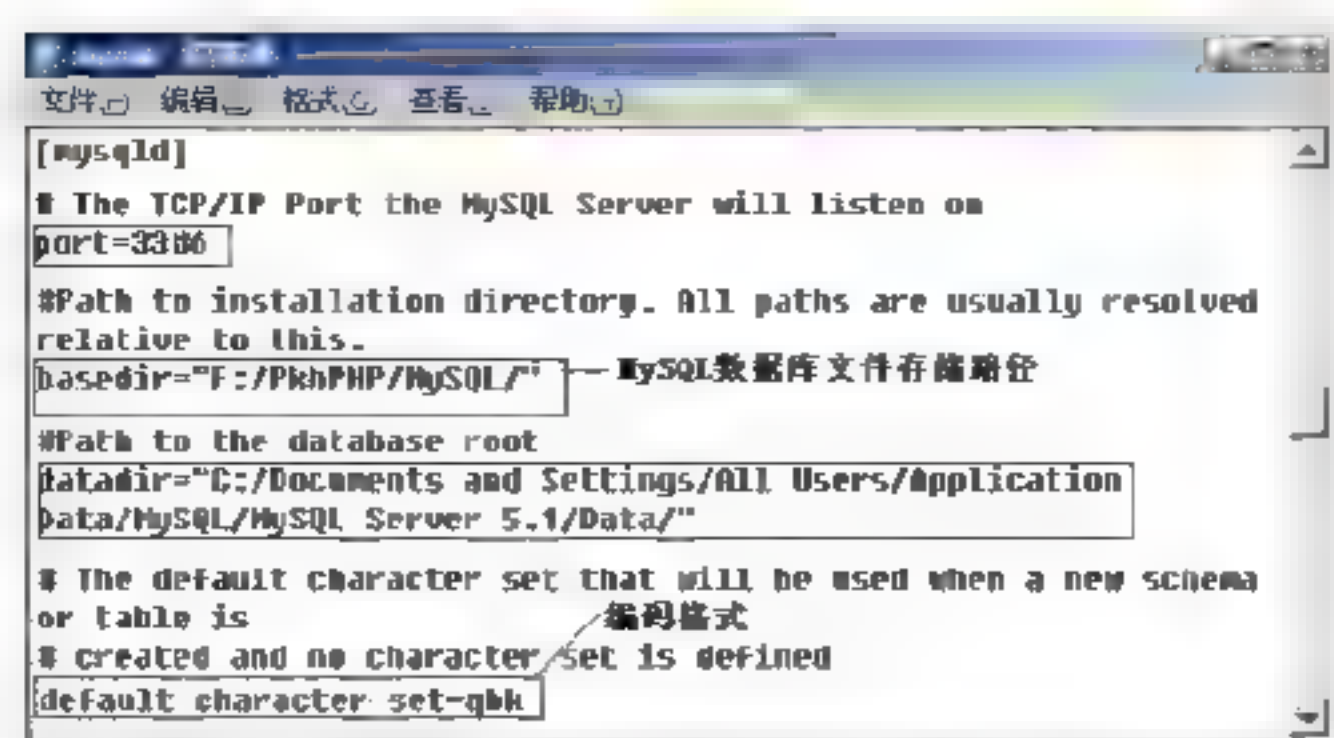 文件 编辑 格式 查看 帮助
[mysqld]
# The TCP/IP Port the MySQL Server will listen on
port=3306
#Path to installation directory. All paths are usually resolved
relative to this.
basedir="F:/PkhPHP/MySQL/" MySQL数据库文件存储路径
#Path to the database root
datadir="C:/Documents and Settings/All Users/Application
Data/MySQL/MySQL Server 5.1/Data/"
# The default character set that will be used when a new schema
or table is
编码格式
# created and no character set is defined
default character set-gbk